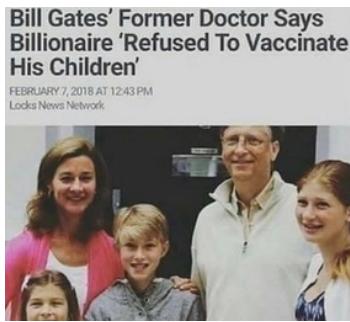 Bill Gates' Former Doctor Says
Billionaire 'Refused To Vaccinate
His Children'
FEBRUARY 7, 2018 AT 12:43 PM
Locks News Network